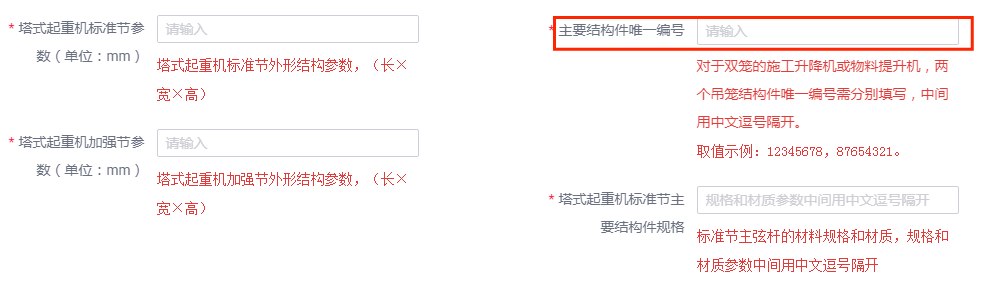 * 塔式起重机标准节参
数（单位：mm）
请输入
塔式起重机标准节外形结构参数，（长×
宽×高）
* 塔式起重机加强节参
数（单位：mm）
请输入
塔式起重机加强节外形结构参数，（长×
宽×高）
* 主要结构件唯一编号
请输入
对于双笼的施工升降机或物料提升机，两
个吊笼结构件唯一编号需分别填写，中间
用中文逗号隔开。
取值示例：12345678，87654321。
* 塔式起重机标准节主
要结构件规格
规格和材质参数中间用中文逗号隔开
标准节主弦杆的材料规格和材质，规格和
材质参数中间用中文逗号隔开